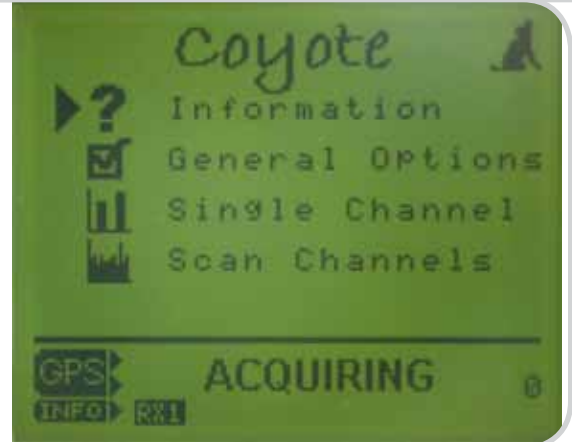 Coyote
? Information
General Options
Single Channel
Scan Channels
GPS ACQUIRING 0
INFO RX1